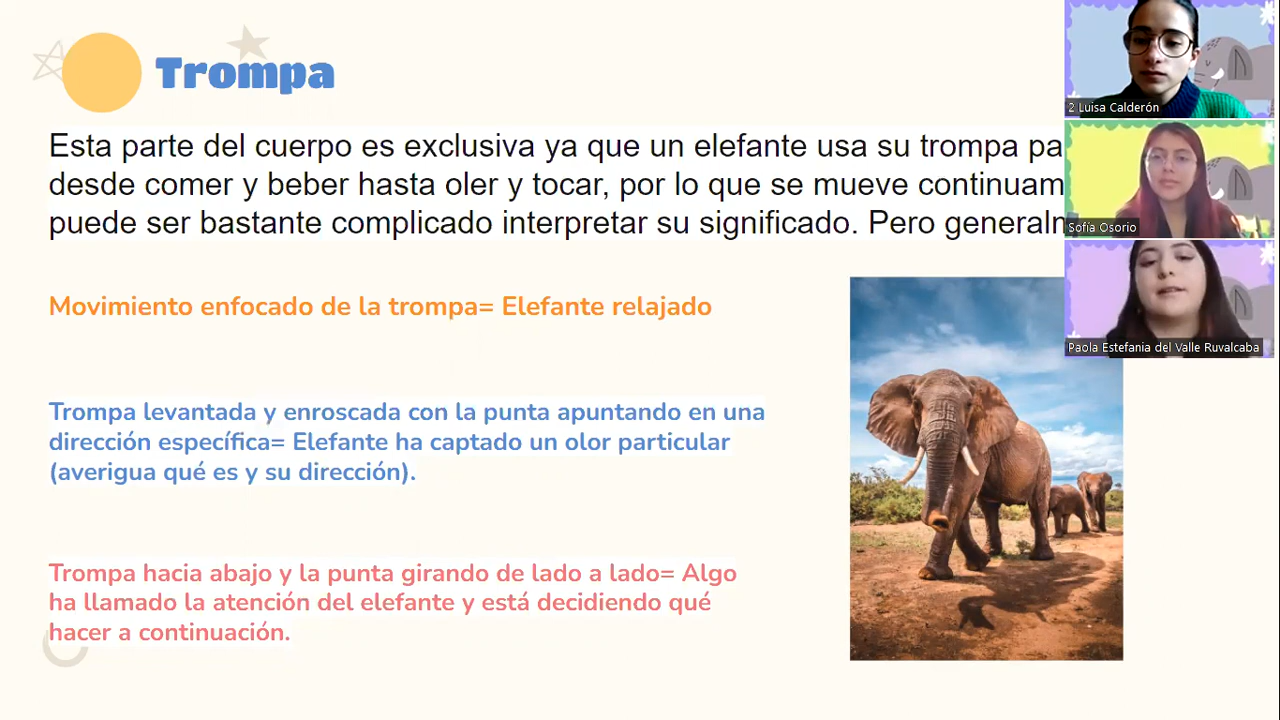 Trompa
Esta parte del cuerpo es exclusiva ya que un elefante usa su trompa pa
desde comer y beber hasta oler y tocar, por lo que se mueve continuam
puede ser bastante complicado interpretar su significado. Pero general
Movimiento enfocado de la trompa= Elefante relajado
Trompa levantada y enroscada con la punta apuntando en una
dirección específica= Elefante ha captado un olor particular
(averigua qué es y su dirección).
Trompa hacia abajo y la punta girando de lado a lado= Algo
ha llamado la atención del elefante y está decidiendo qué
hacer a continuación.
2 Luisa Calderón
Sofía Osorio
Paola Estefania del Valle Ruvalcaba